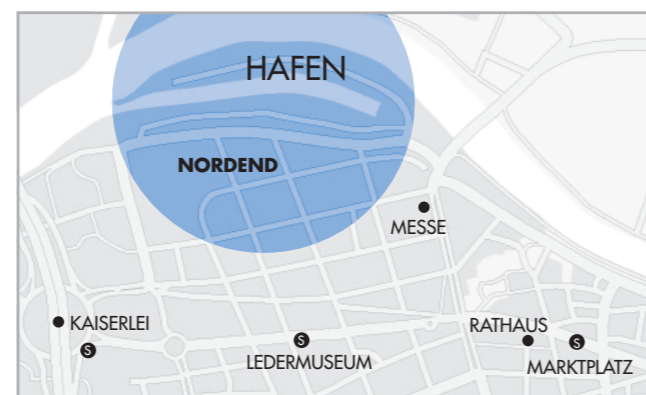 HAFEN
NORDEND
MESSE
KAISERLEI
S
S
LEDERMUSEUM
RATHAUS
S
MARKTPLATZ